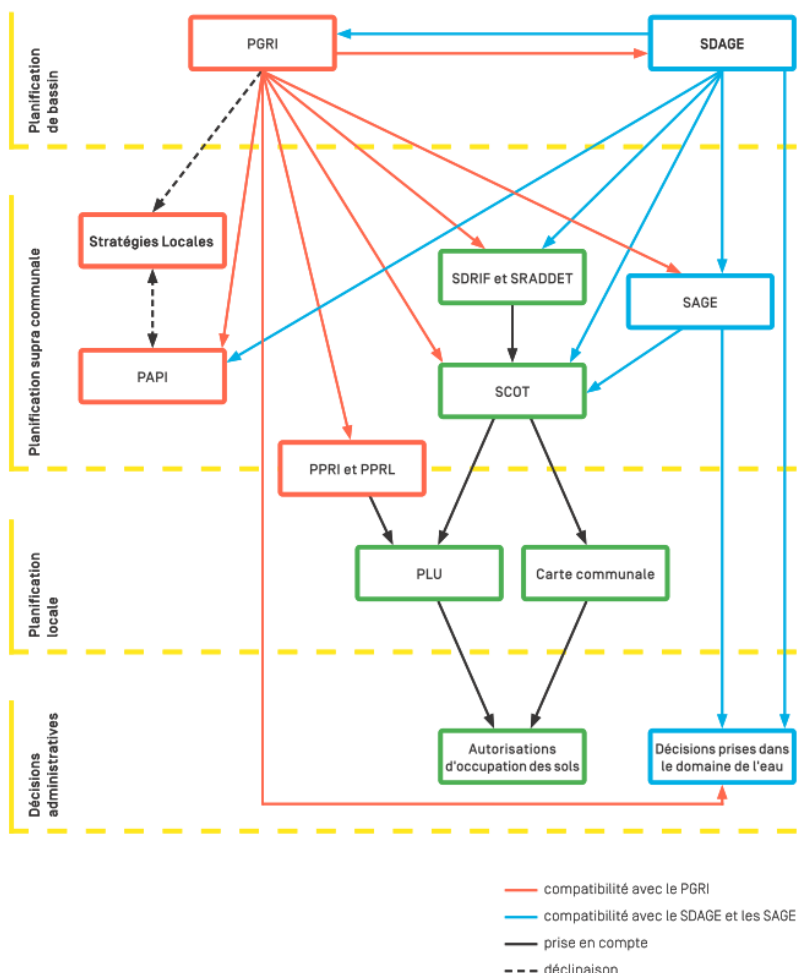 PGRI
SDAGE
Planification
de bassin
Stratégies Locales
SDRIF et SRADDET
SAGE
PAPI
SCOT
Planification supra communale
PPRI et PPRL
PLU
Carte communale
Planification
locale
Autorisations
d'occupation des sols
Décisions prises dans
le domaine de l'eau
Décisions
administratives
compatibilité avec le PGRI
compatibilité avec le SDAGE et les SAGE
prise en compte
déclinaison